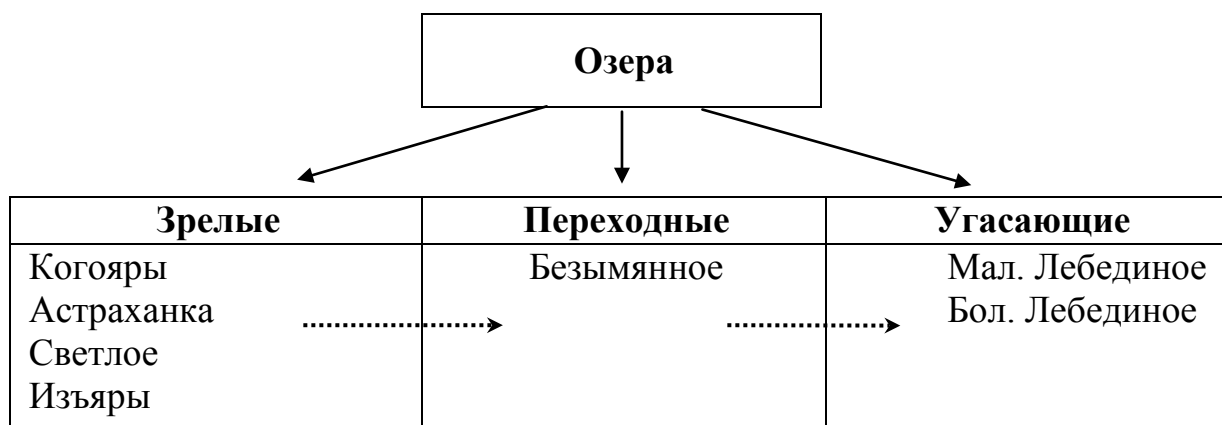 Озера
Зрелые
Переходные
Угасающие
Когояры
Астраханка
Светлое
Изъяры
Безымянное
Мал. Лебединое
Бол. Лебединое